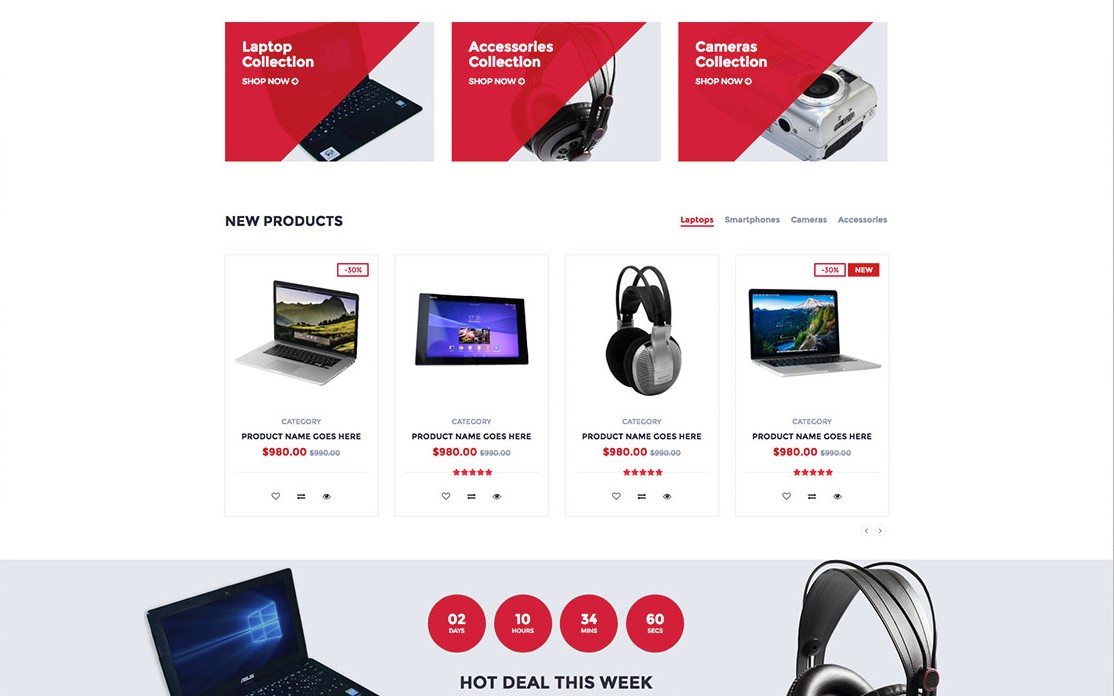 Laptop
Collection
SHOP NOW
Accessories
Collection
SHOP NOW
Cameras
Collection
SHOP NOW
NEW PRODUCTS
Laptops Smartphones Cameras Accessories
-30%
CATEGORY
PRODUCT NAME GOES HERE
$980.00 $990.00
CATEGORY
PRODUCT NAME GOES HERE
$980.00 $990.00
CATEGORY
PRODUCT NAME GOES HERE
$980.00 $990.00
-30% NEW
CATEGORY
PRODUCT NAME GOES HERE
$980.00 $990.00
02
DAYS
10
HOURS
34
MINS
60
SECS
ASUS
HOT DEAL THIS WEEK